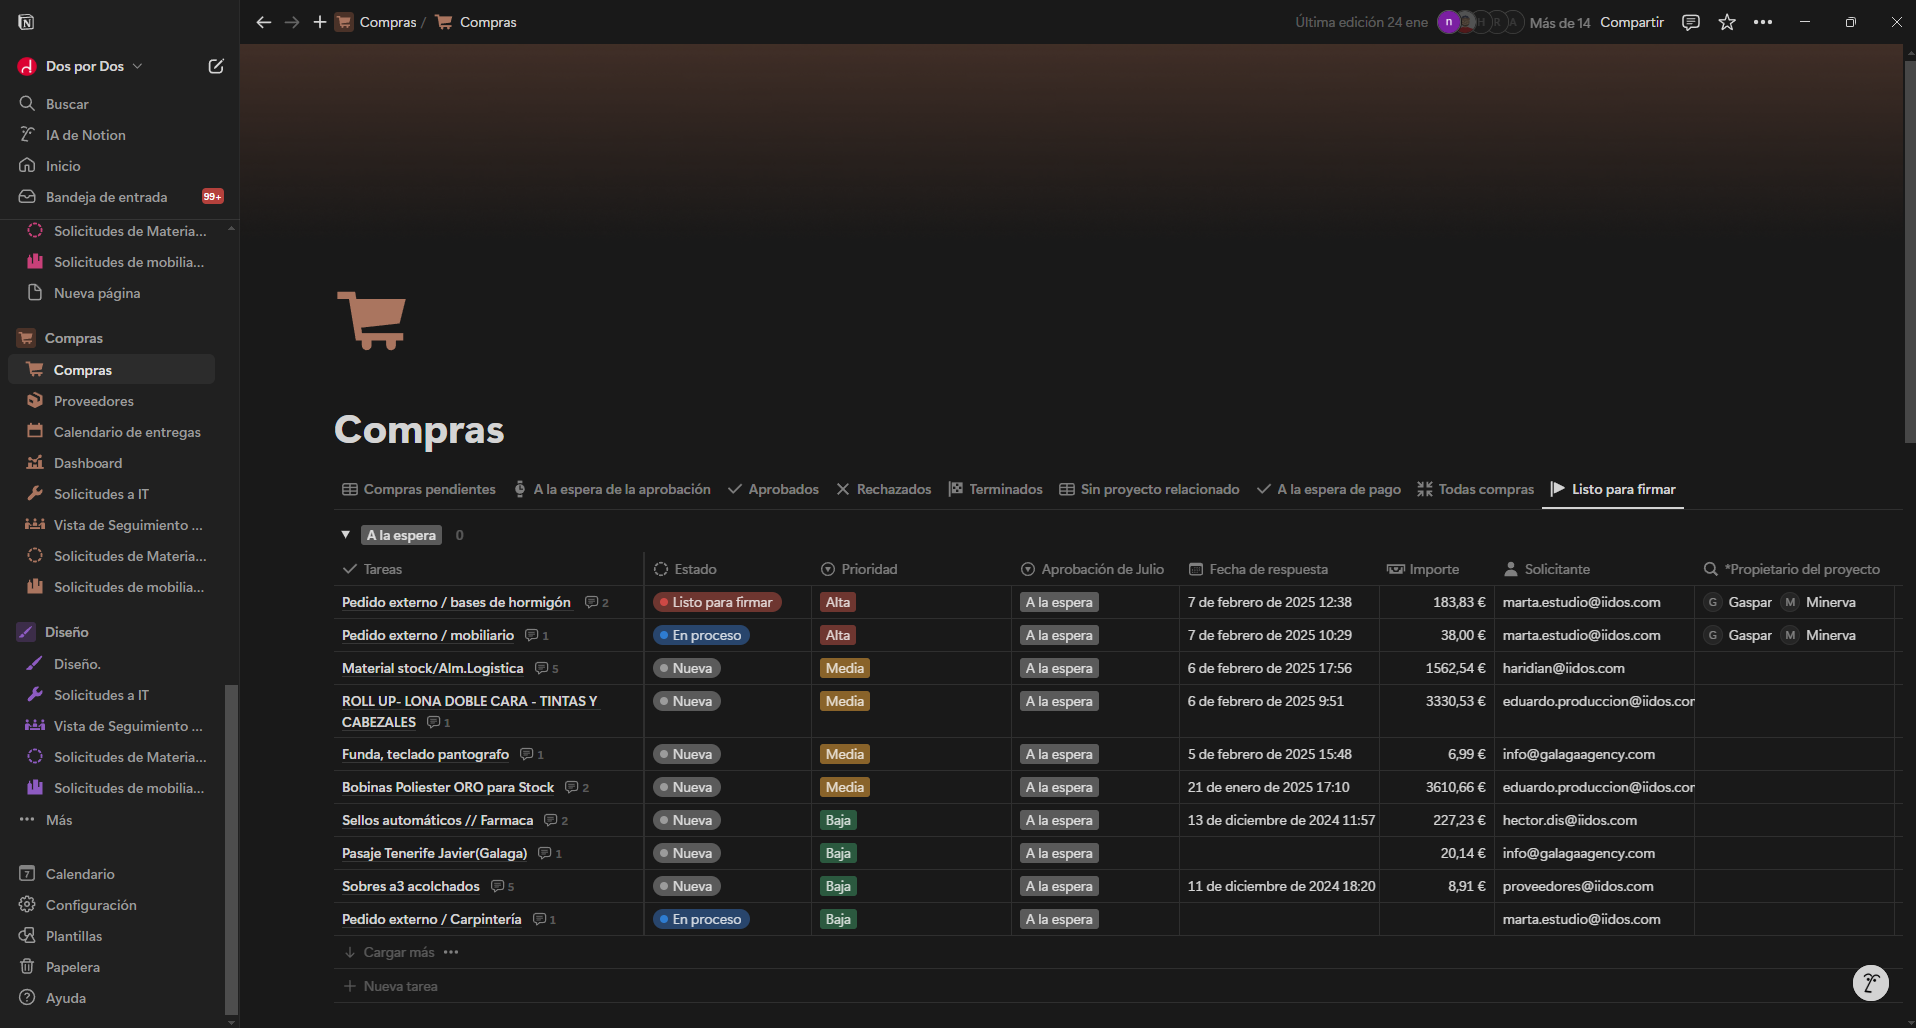 Compras / Compras
Última edición 24 ene
n H R A Más de 14 Compartir
Dos por Dos
Buscar
IA de Notion
Inicio
Bandeja de entrada 99+
Solicitudes de Materia...
Solicitudes de mobilia...
Nueva página
Compras
Compras
Proveedores
Calendario de entregas
Dashboard
Solicitudes a IT
Vista de Seguimiento ...
Solicitudes de Materia...
Solicitudes de mobilia...
Diseño
Diseño.
Solicitudes a IT
Vista de Seguimiento ...
Solicitudes de Materia...
Solicitudes de mobilia...
Más
7 Calendario
Configuración
Plantillas
Papelera
Ayuda
Compras
Compras pendientes A la espera de la aprobación Aprobados Rechazados Terminados Sin proyecto relacionado A la espera de pago Todas compras Listo para firmar
A la espera 0
Tareas Estado Prioridad Aprobación de Julio Fecha de respuesta Importe Solicitante *Propietario del proyecto
Pedido externo / bases de hormigón 2 Listo para firmar Alta A la espera 7 de febrero de 2025 12:38 183,83 € marta.estudio@iidos.com G Gaspar M Minerva
Pedido externo / mobiliario 1 En proceso Alta A la espera 7 de febrero de 2025 10:29 38,00 € marta.estudio@iidos.com G Gaspar M Minerva
Material stock/Alm.Logistica 5 Nueva Media A la espera 6 de febrero de 2025 17:56 1562,54 € haridian@iidos.com
ROLL UP- LONA DOBLE CARA - TINTAS Y
CABEZALES 1 Nueva Media A la espera 6 de febrero de 2025 9:51 3330,53 € eduardo.produccion@iidos.cor
Funda, teclado pantografo 1 Nueva Media A la espera 5 de febrero de 2025 15:48 6,99 € info@galagaagency.com
Bobinas Poliester ORO para Stock 2 Nueva Media A la espera 21 de enero de 2025 17:10 3610,66 € eduardo.produccion@iidos.cor
Sellos automáticos // Farmaca 2 Nueva Baja A la espera 13 de diciembre de 2024 11:57 227,23 € hector.dis@iidos.com
Pasaje Tenerife Javier(Galaga) 1 Nueva Baja A la espera 20,14 € info@galagaagency.com
Sobres a3 acolchados 5 Nueva Baja A la espera 11 de diciembre de 2024 18:20 8,91 € proveedores@iidos.com
Pedido externo / Carpintería 1 En proceso Baja A la espera marta.estudio@iidos.com
Cargar más
Nueva tarea